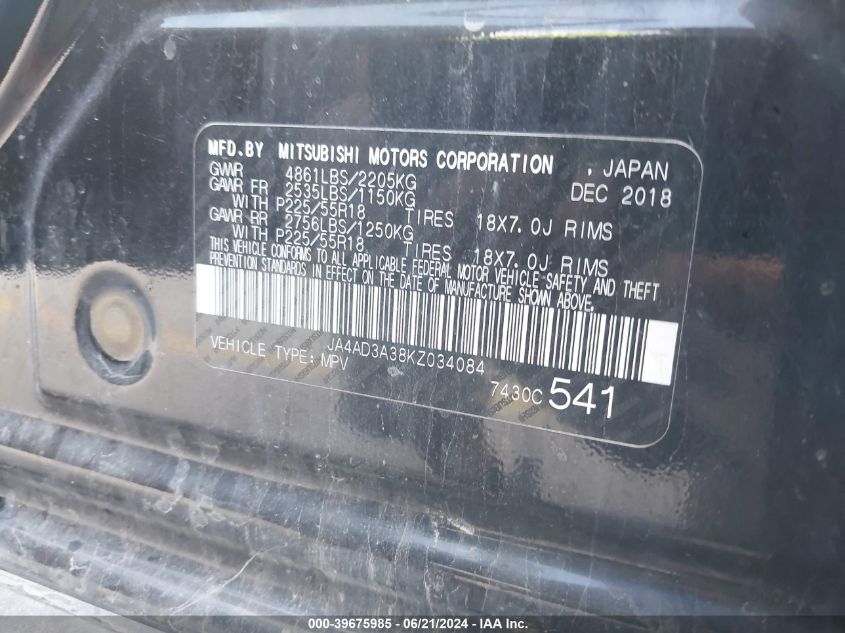 MFD.BY MITSUBISHI MOTORS CORPORATION , JAPAN
GVWR 4861LBS/2205KG DEC 2018
GAWR FR 2535LBS/1150KG
WITH P225/55R18 TIRES 18X7.0J RIMS
GAWR RR 2756LBS/1250KG
WITH P225/55R18 TIRES 18X7.0J RIMS
THIS VEHICLE CONFORMS TO ALL APPLICABLE FEDERAL MOTOR VEHICLE SAFETY AND THEFT
PREVENTION STANDARDS IN EFFECT ON THE DATE OF MANUFACTURE SHOWN ABOVE.
JA4AD3A38KZ034084
VEHICLE TYPE:MPV
7430C 541
000-39675985 - 06/21/2024 - IAA Inc.